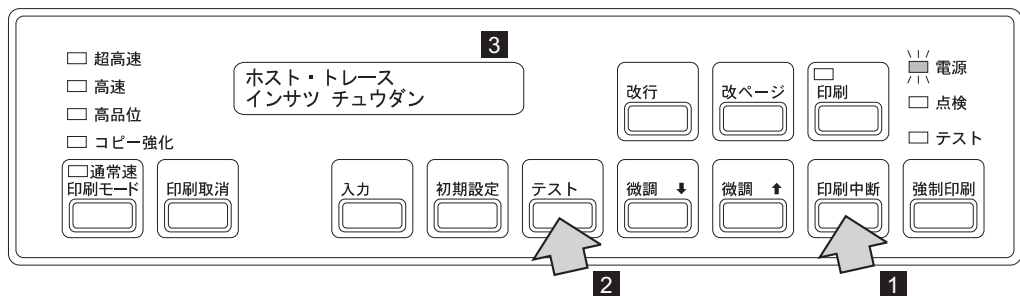 超高速
高速
高品位
コピー強化
通常速
印刷モード
印刷取消
3
ホスト・トレース
インサツ チュウダン
入力
初期設定
テスト
改行
改ページ
印刷
微調 ⬇
微調 ⬆
印刷中断
強制印刷
電源
点検
テスト
2
1